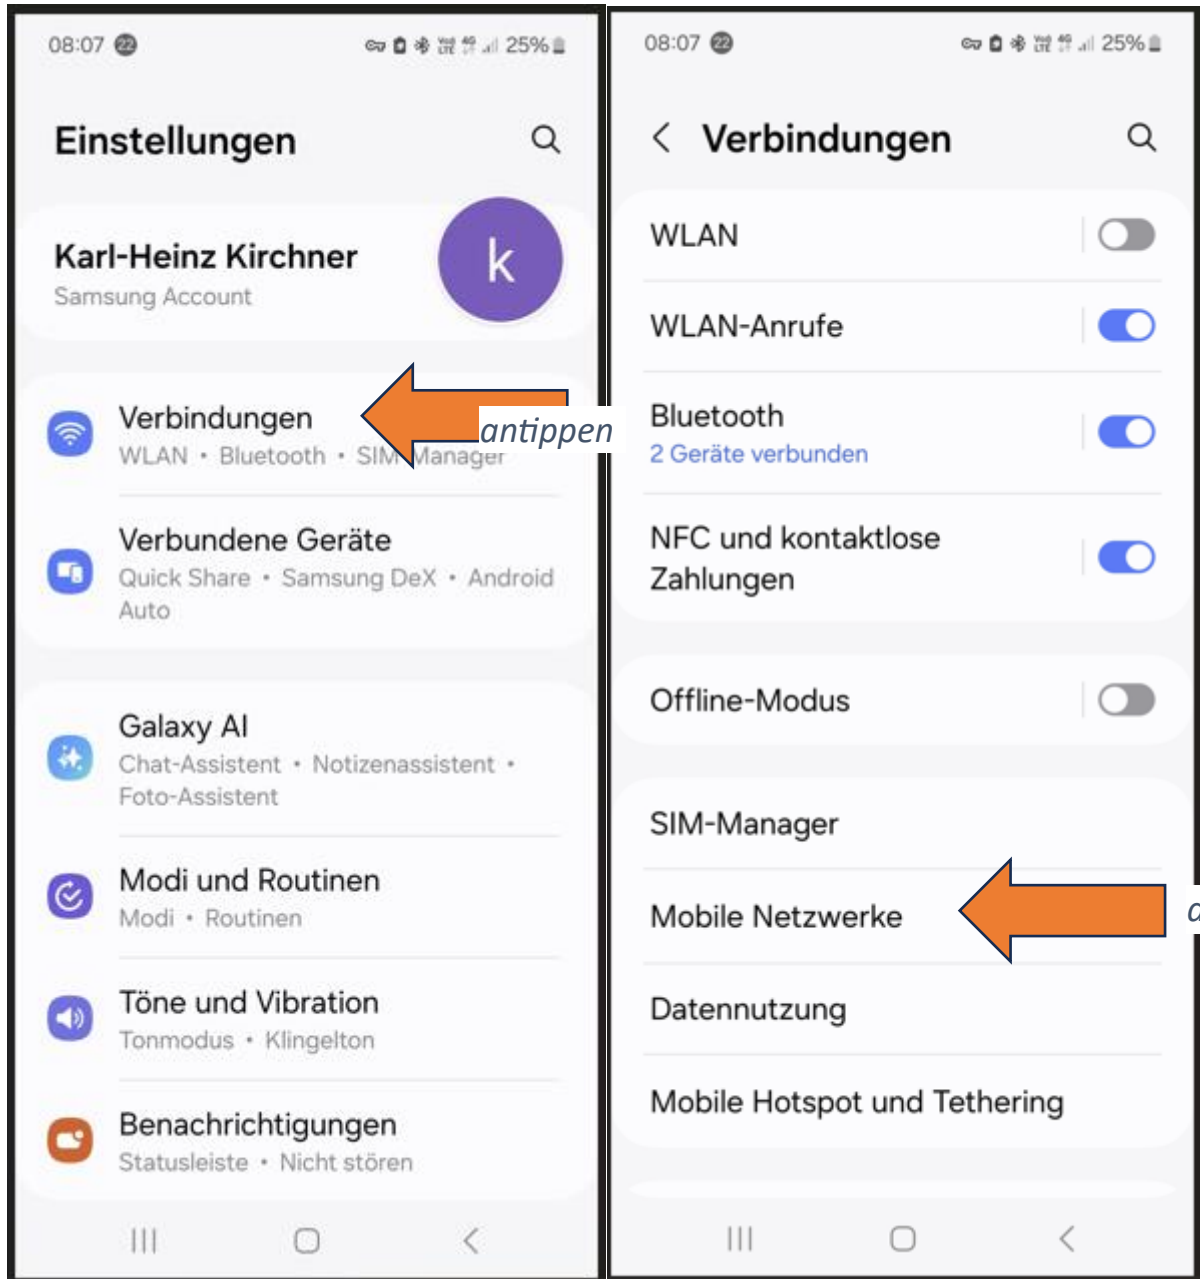 08:07 22 25%
Einstellungen
Karl-Heinz Kirchner
Samsung Account
k
Verbindungen
WLAN • Bluetooth • SIM-Manager
antippen
Verbundene Geräte
Quick Share • Samsung DeX • Android
Auto
Galaxy AI
Chat-Assistent • Notizenassistent •
Foto-Assistent
Modi und Routinen
Modi • Routinen
Töne und Vibration
Tonmodus • Klingelton
Benachrichtigungen
Statusleiste • Nicht stören
08:07 22 25%
Verbindungen
WLAN
WLAN-Anrufe
Bluetooth
2 Geräte verbunden
NFC und kontaktlose
Zahlungen
Offline-Modus
SIM-Manager
Mobile Netzwerke
Datennutzung
Mobile Hotspot und Tethering